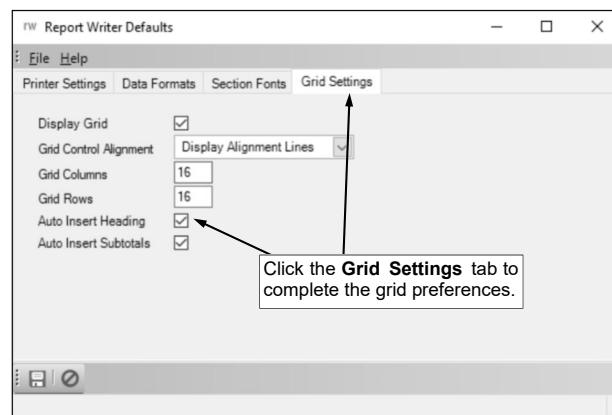 rw Report Writer Defaults
File Help
Printer Settings Data Formats Section Fonts Grid Settings
Display Grid
Grid Control Alignment Display Alignment Lines
Grid Columns 16
Grid Rows 16
Auto Insert Heading
Auto Insert Subtotals
Click the Grid Settings tab to
complete the grid preferences.